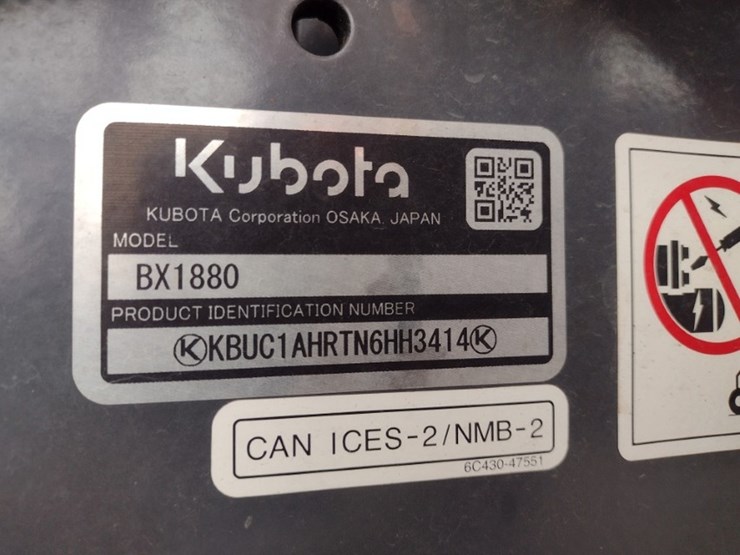 Kubota
KUBOTA Corporation OSAKA, JAPAN
MODEL
BX1880
PRODUCT IDENTIFICATION NUMBER
ⓀKBUC1AHRTN6HH3414Ⓚ
CAN ICES-2/NMB-2
6C430-47551